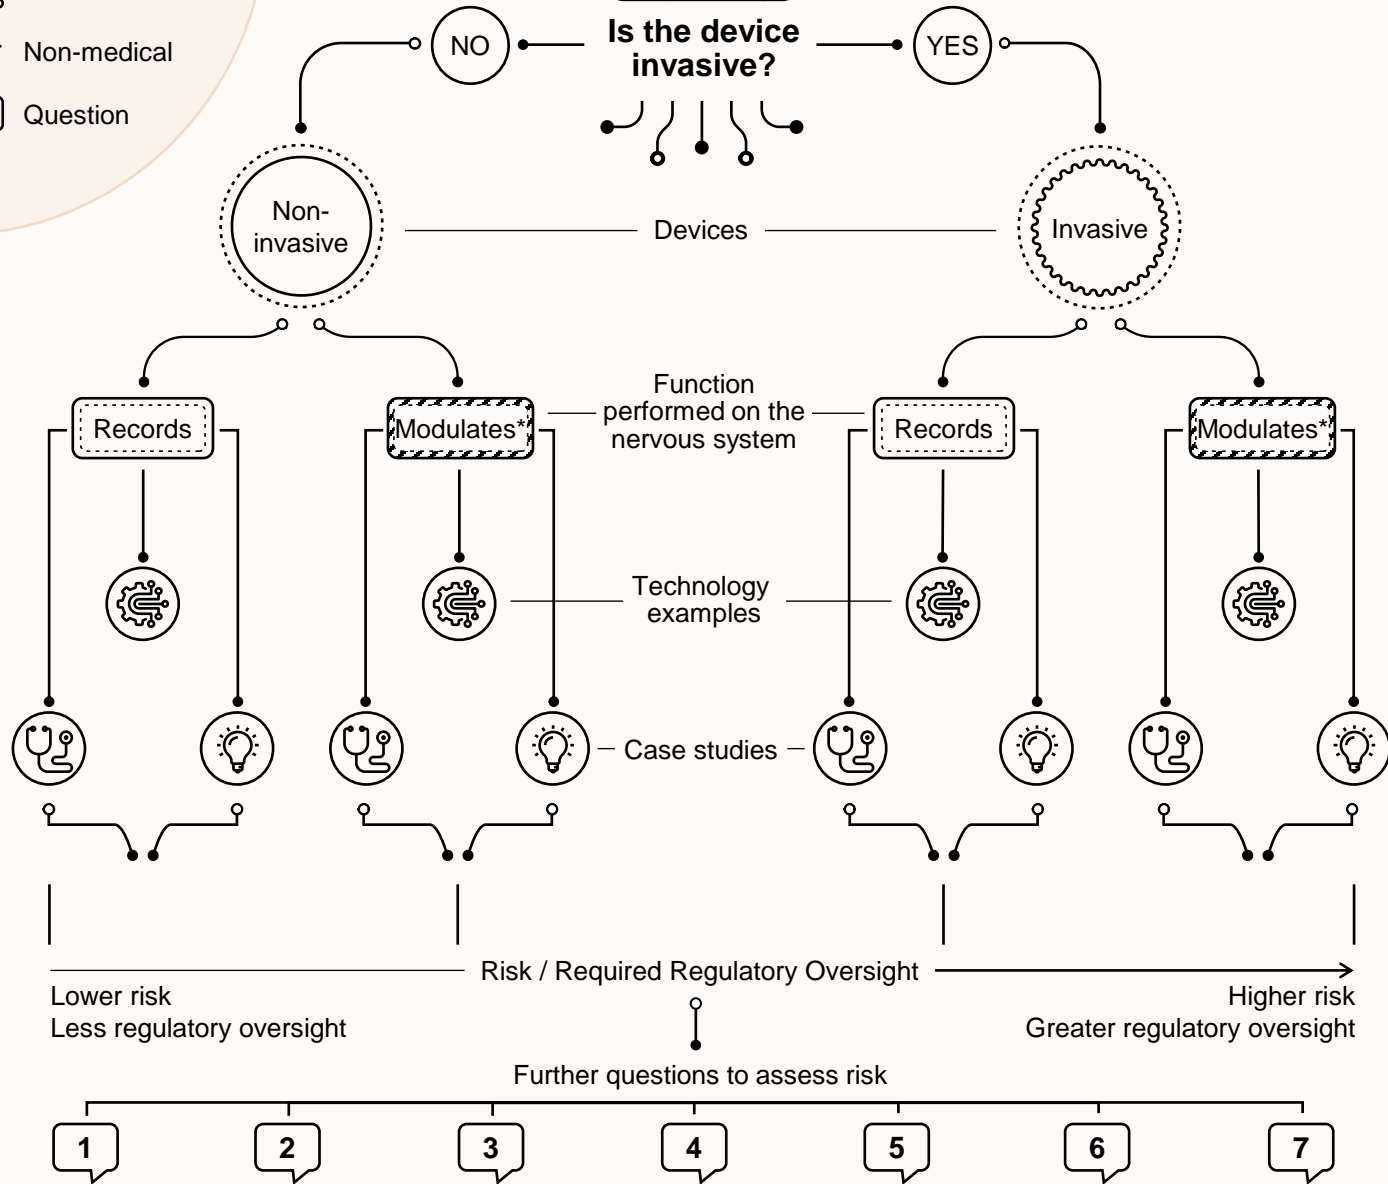 Non-medical
Question
NO
Is the device
invasive?
YES
Non-
invasive
Devices
Invasive
Records
Modulates*
Function
performed on the
nervous system
Records
Modulates*
Technology
examples
Case studies
Risk / Required Regulatory Oversight
Lower risk
Less regulatory oversight
Higher risk
Greater regulatory oversight
Further questions to assess risk
1
2
3
4
5
6
7